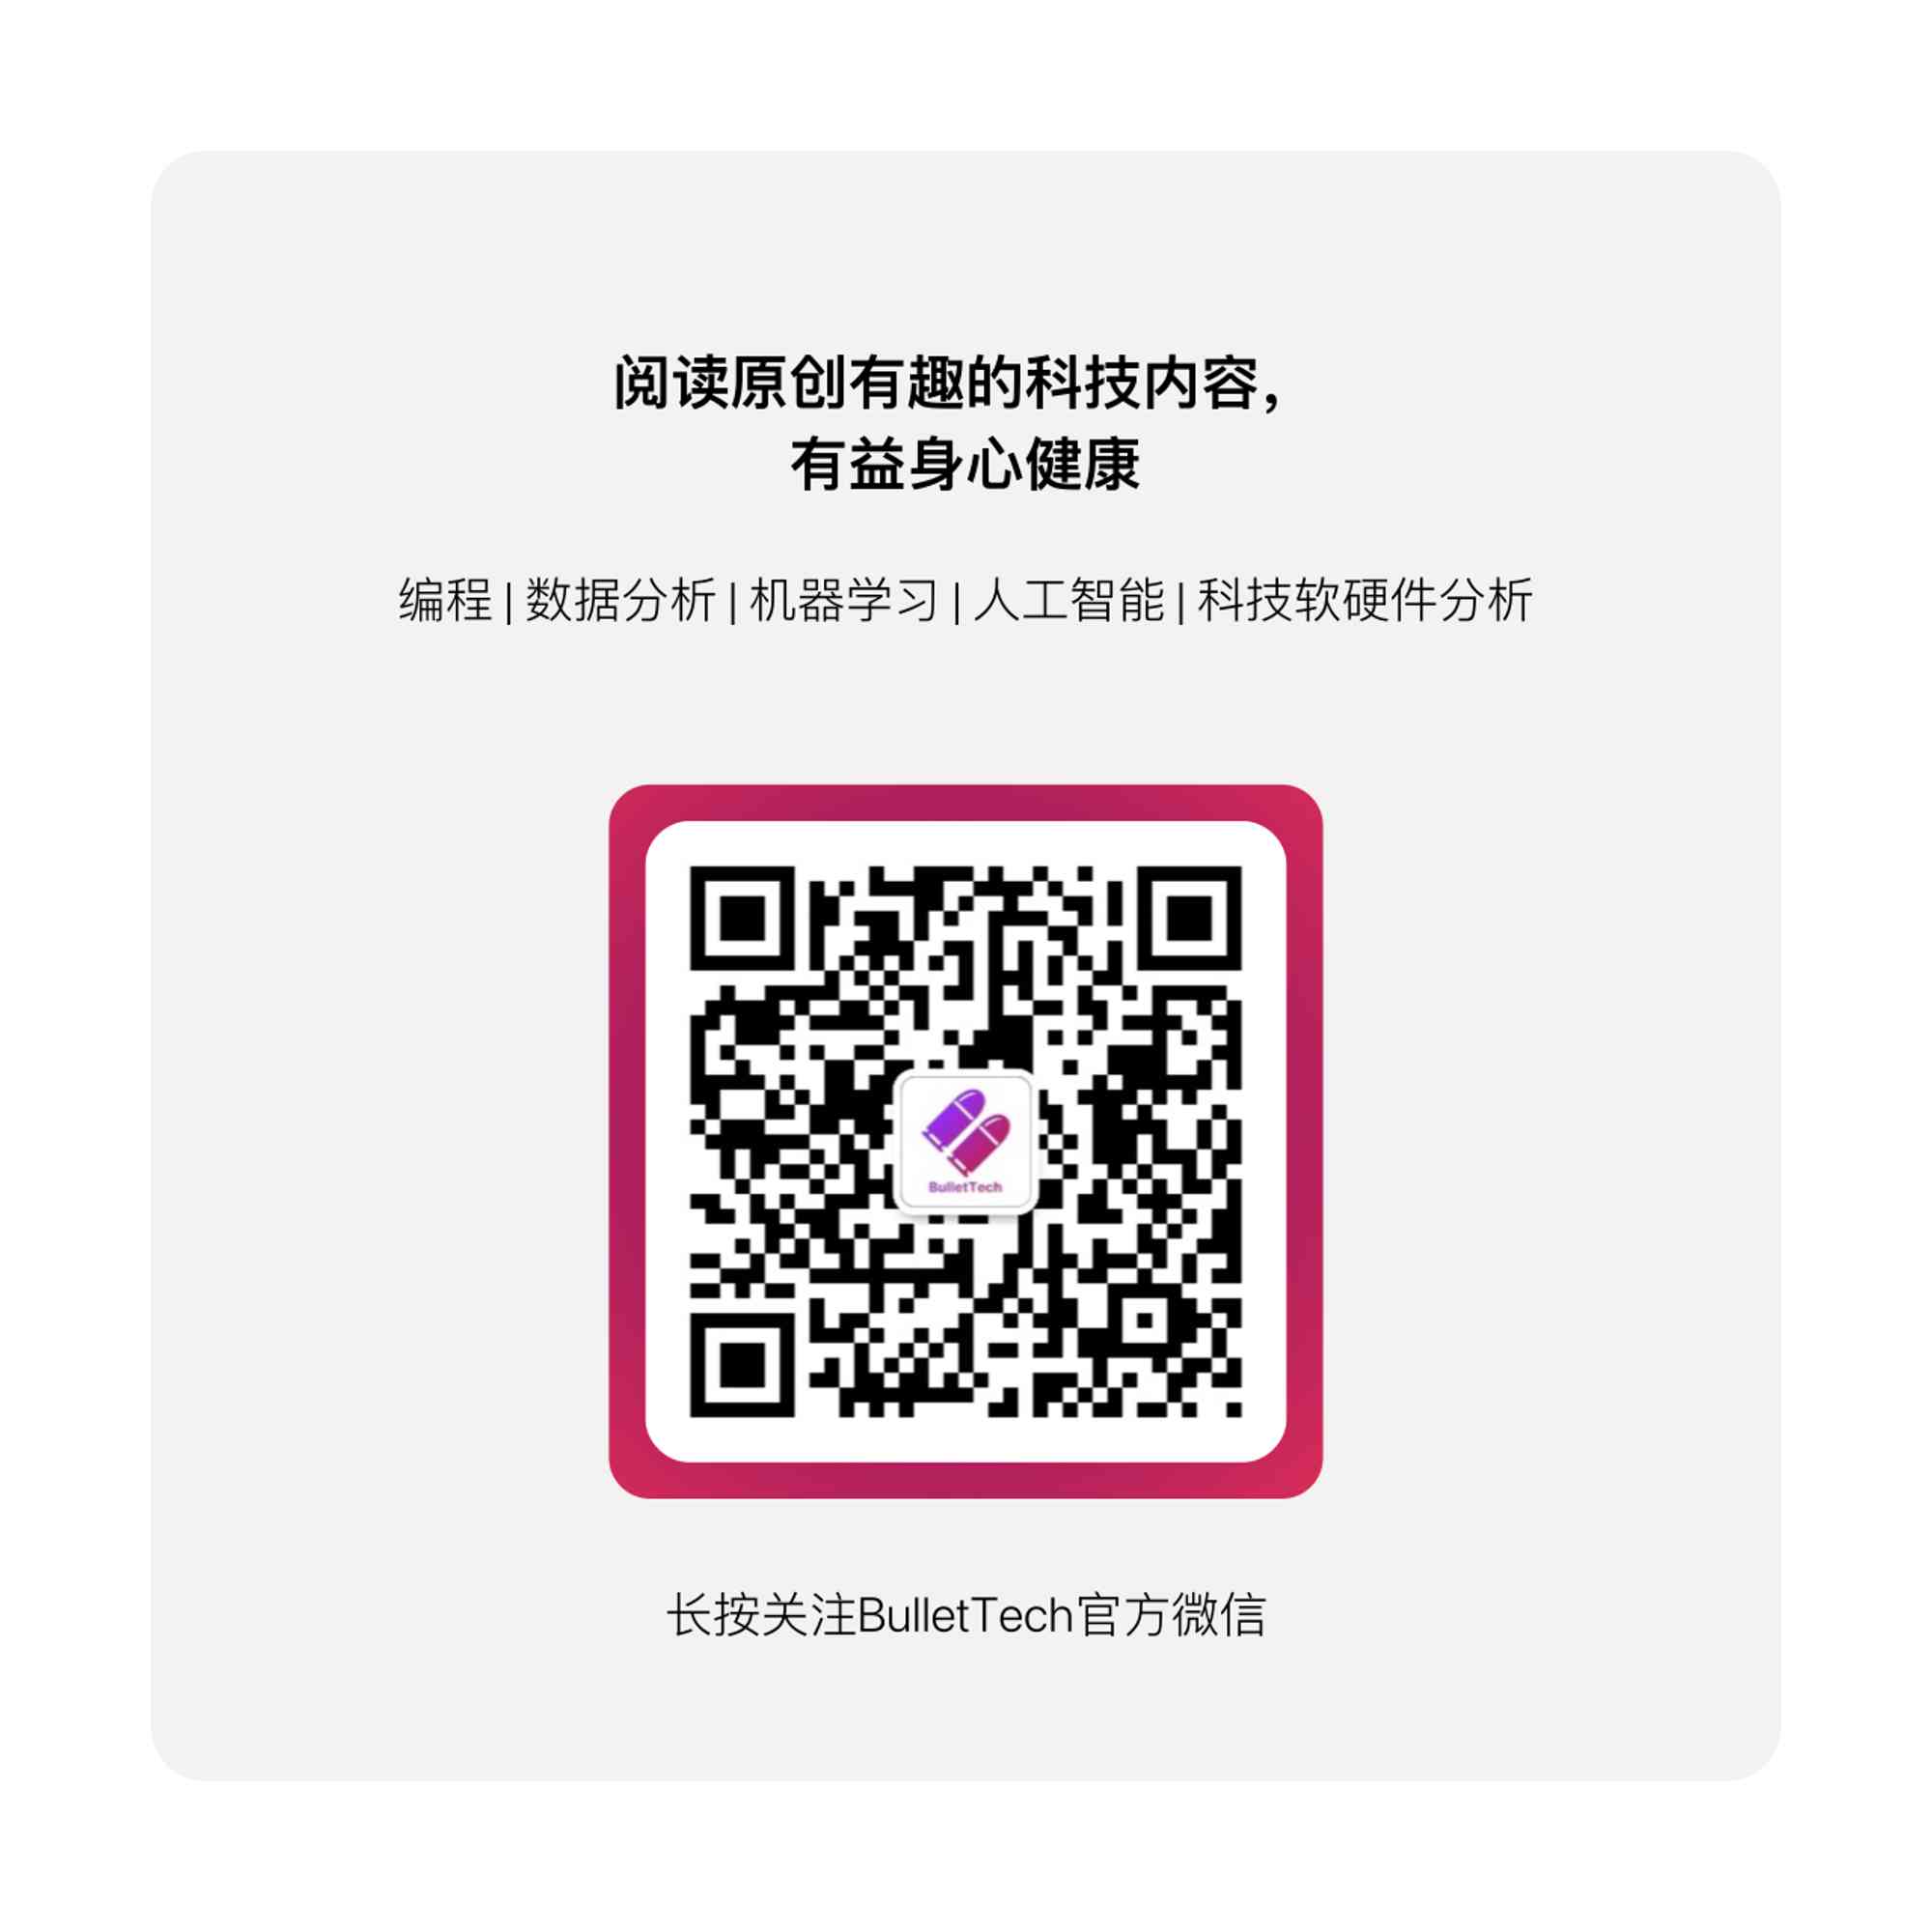 阅读原创有趣的科技内容，
有益身心健康
编程 | 数据分析 | 机器学习 | 人工智能 | 科技软硬件分析
BulletTech
长按关注BulletTech官方微信